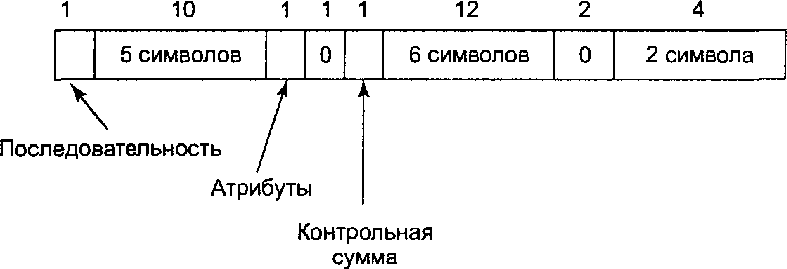 1 10 1 1 1 12 2 4
5 символов 0 6 символов 0 2 символа
Последовательность
Атрибуты
Контрольная
сумма